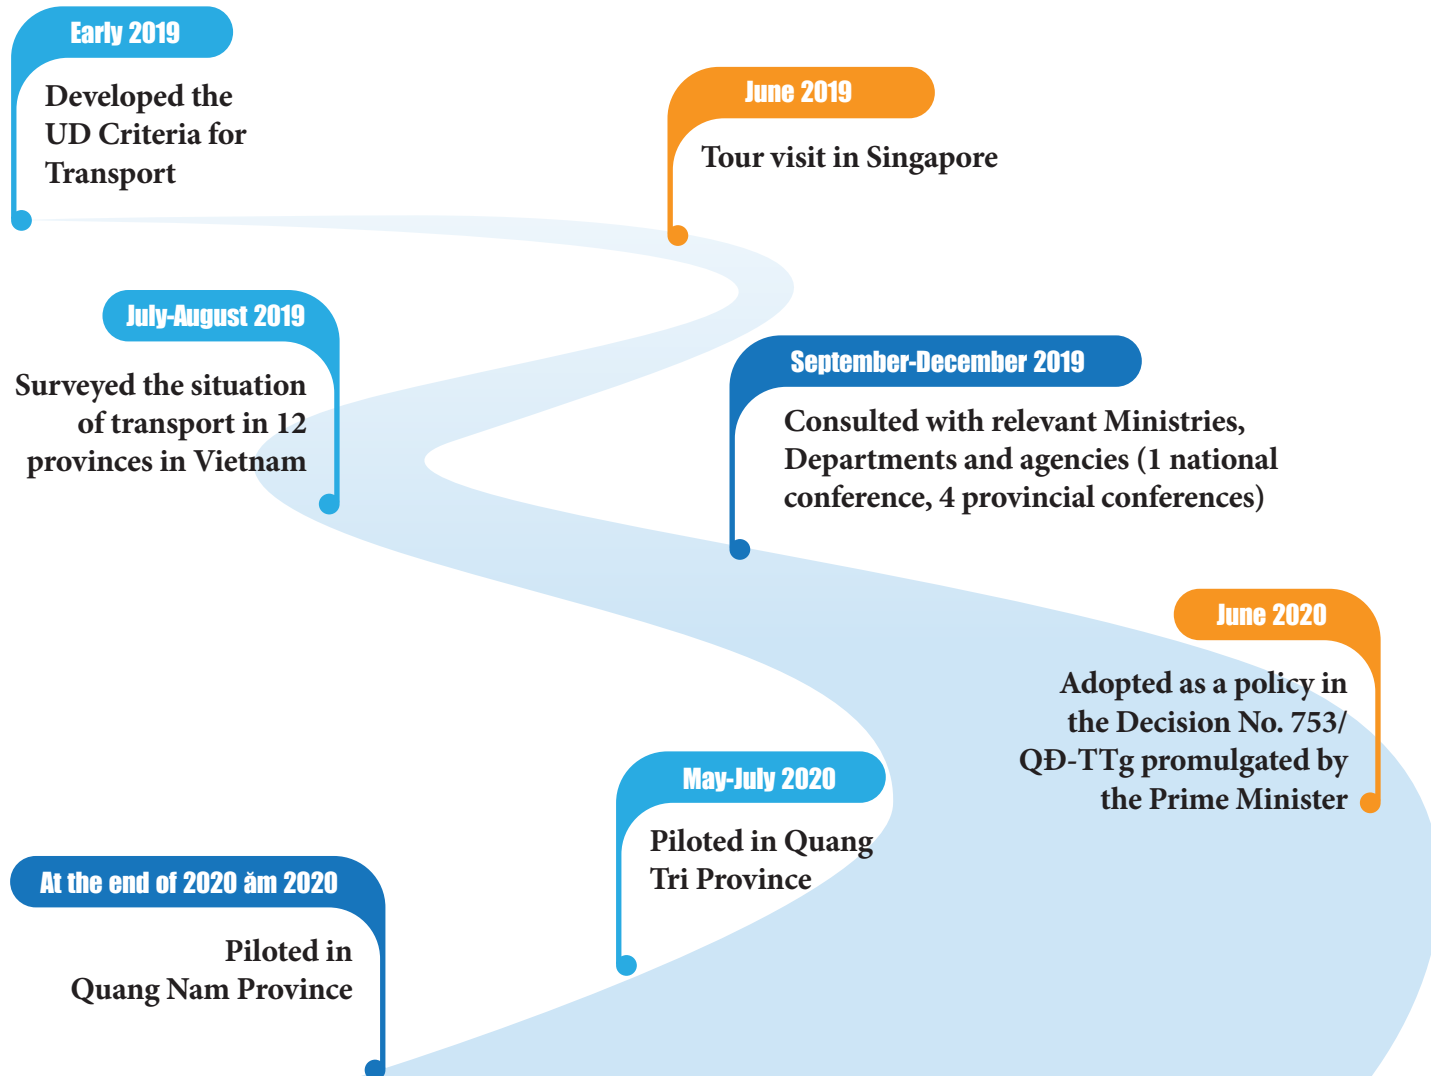 Early 2019
Developed the
UD Criteria for
Transport
June 2019
Tour visit in Singapore
July-August 2019
Surveyed the situation
of transport in 12
provinces in Vietnam
September-December 2019
Consulted with relevant Ministries,
Departments and agencies (1 national
conference, 4 provincial conferences)
June 2020
Adopted as a policy in
the Decision No. 753/
QĐ-TTg promulgated by
the Prime Minister
May-July 2020
Piloted in Quang
Tri Province
At the end of 2020 ăm 2020
Piloted in
Quang Nam Province